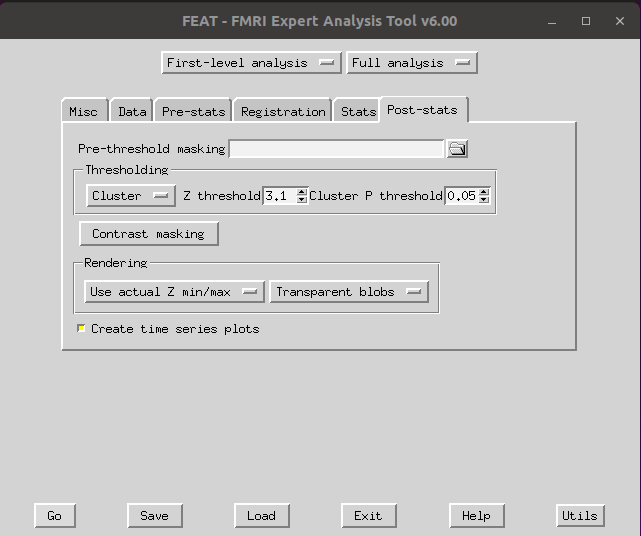 FEAT - FMRI Expert Analysis Tool v6.00
First-level analysis Full analysis
Misc Data Pre-stats Registration Stats Post-stats
Pre-threshold masking
Thresholding
Cluster Z threshold 3.1 Cluster P threshold 0.05
Contrast masking
Rendering
Use actual Z min/max Transparent blobs
Create time series plots
Go Save Load Exit Help Utils